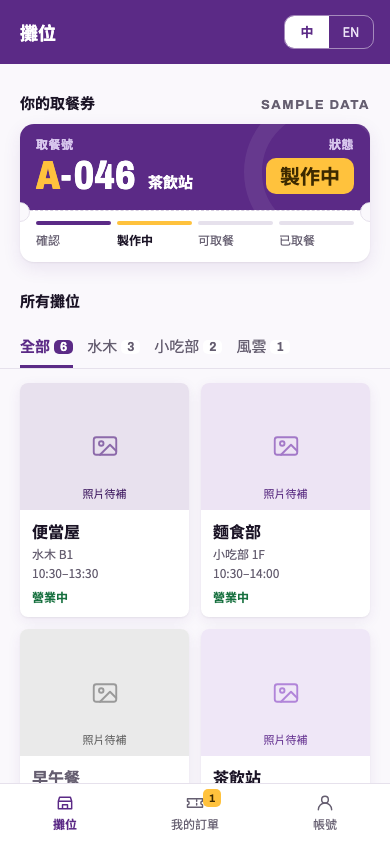 攤位
中 EN
你的取餐券 SAMPLE DATA
取餐號 狀態
A-046 茶飲站 製作中
確認 製作中 可取餐 已取餐
所有攤位
全部 6 水木 3 小吃部 2 風雲 1
照片待補 照片待補
便當屋 麵食部
水木 B1 小吃部 1F
10:30–13:30 10:30–14:00
營業中 營業中
照片待補 照片待補
早午餐 茶飲站
1
攤位 我的訂單 帳號